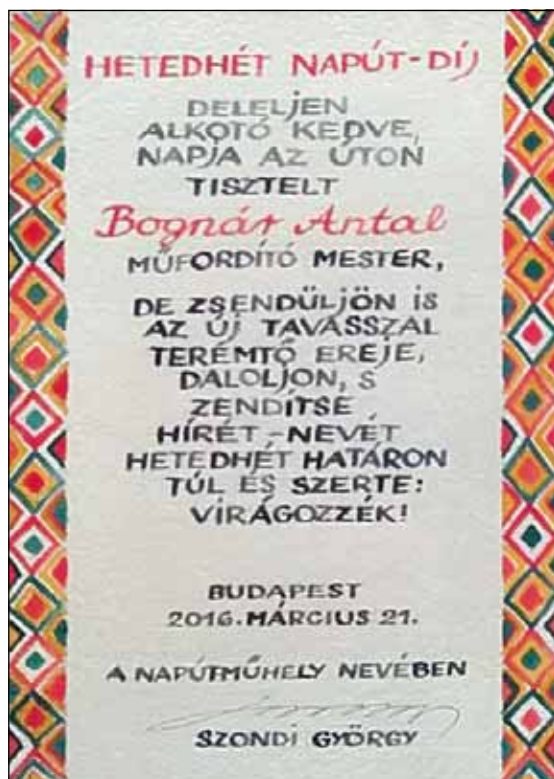 HETEDHÉT NAPÚT-DÍJ
DELELJEN
ALKOTÓ KEDVE,
NAPJA AZ ÚTON
TISZTELT
Bognár Antal
MŰFORDÍTÓ MESTER,
DE ZSENDÜLJÖN IS
AZ ÚJ TAVASSZAL
TEREMTŐ EREJE,
DALOLJON, S
ZENDÍTSE
HÍRÉT-NEVÉT
HETEDHÉT HATÁRON
TÚL ÉS SZERTE:
VIRÁGOZZÉK!
BUDAPEST
2016. MÁRCIUS 21.
A NAPÚTMŰHELY NEVÉBEN
SZONDI GYÖRGY